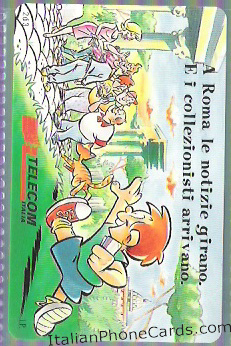 A Roma le notizie girano.
E i collezionisti arrivano.
TELECOM
ITALIA
ItalianPhoneCards.com